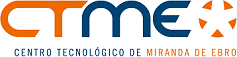 CTME
CENTRO TECNOLÓGICO DE MIRANDA DE EBRO